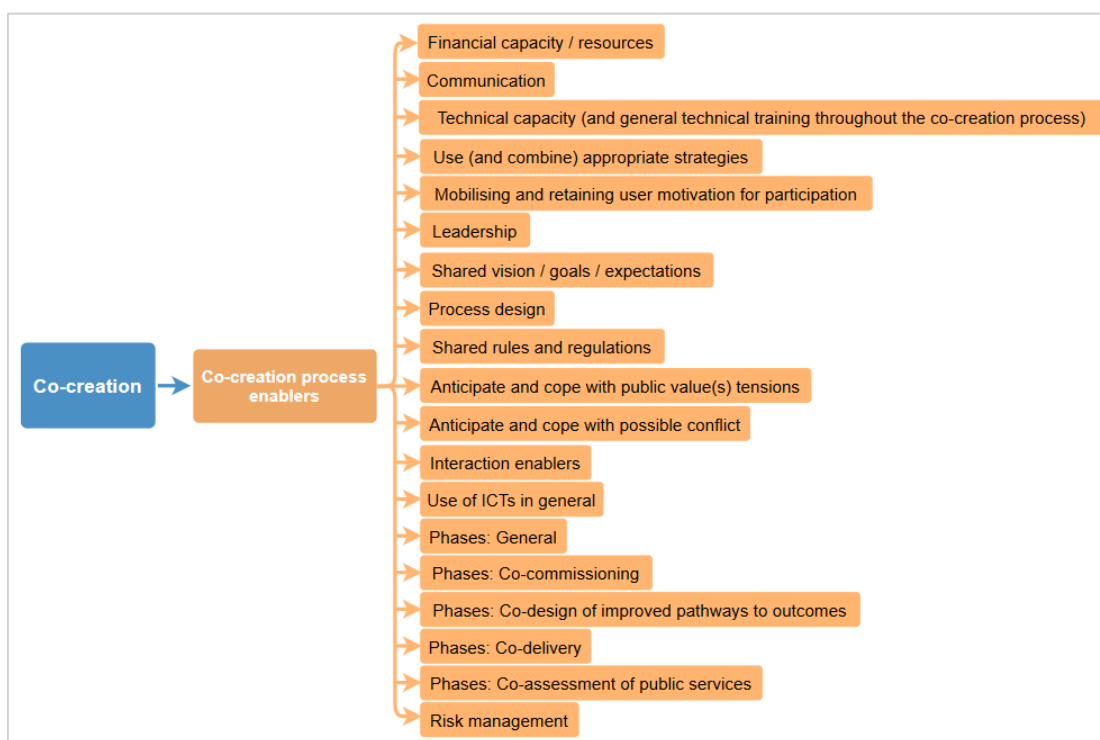 Financial capacity / resources
Communication
Technical capacity (and general technical training throughout the co-creation process)
Use (and combine) appropriate strategies
Mobilising and retaining user motivation for participation
Leadership
Shared vision / goals / expectations
Process design
Shared rules and regulations
Co-creation
Co-creation process
enablers
Anticipate and cope with public value(s) tensions
Anticipate and cope with possible conflict
Interaction enablers
Use of ICTs in general
Phases: General
Phases: Co-commissioning
Phases: Co-design of improved pathways to outcomes
Phases: Co-delivery
Phases: Co-assessment of public services
Risk management